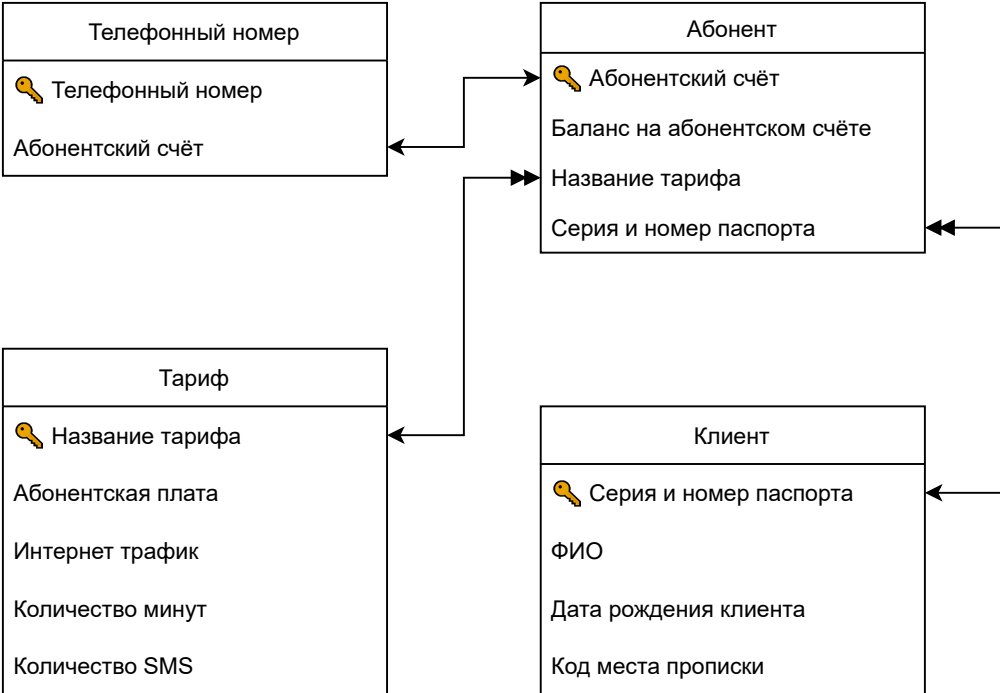 Телефонный номер
Телефонный номер
Абонентский счёт
Абонент
Абонентский счёт
Баланс на абонентском счёте
Название тарифа
Серия и номер паспорта
Тариф
Название тарифа
Абонентская плата
Интернет трафик
Количество минут
Количество SMS
Клиент
Серия и номер паспорта
ФИО
Дата рождения клиента
Код места прописки